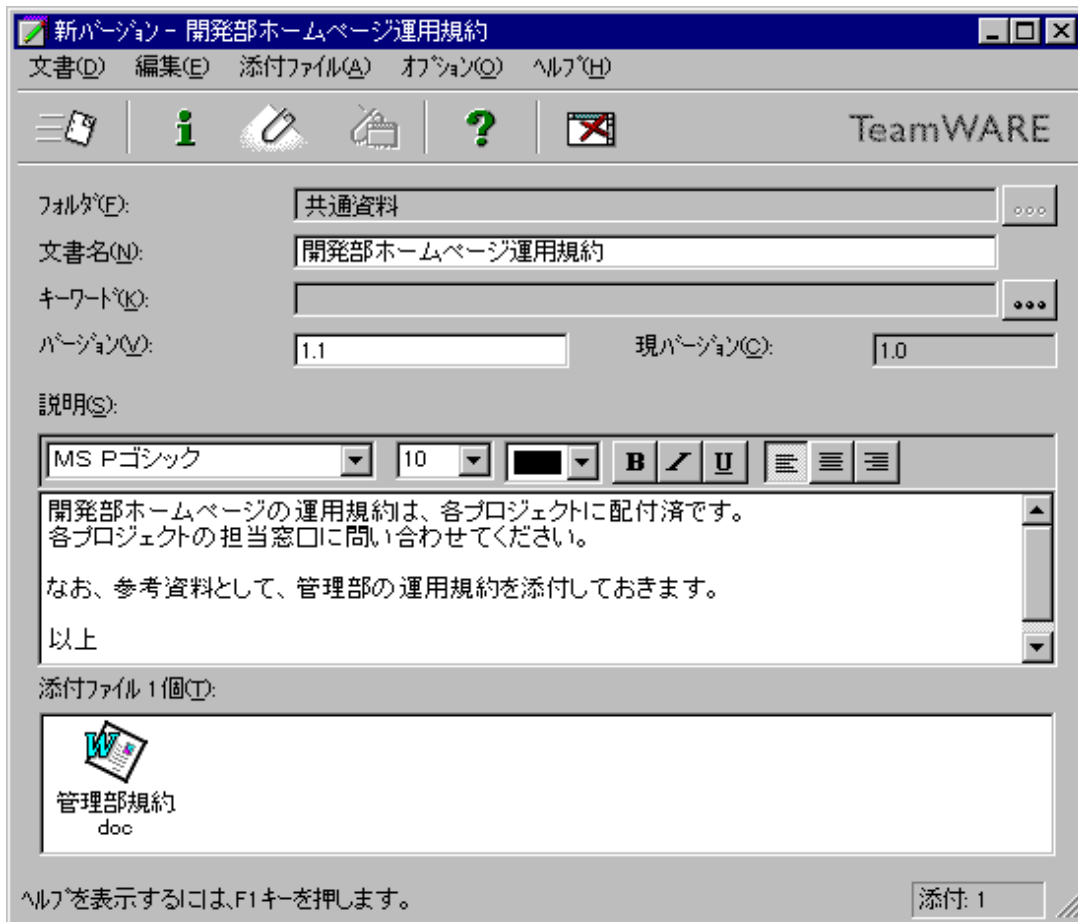 新ﾊﾞｰｼﾞｮﾝ - 開発部ホームページ運用規約
文書(D) 編集(E) 添付ﾌｧｲﾙ(A) ｵﾌﾟｼｮﾝ(O) ﾍﾙﾌﾟ(H)
TeamWARE
ﾌｫﾙﾀﾞ(F): 共通資料
文書名(N): 開発部ホームページ運用規約
ｷｰﾜｰﾄﾞ(K):
ﾊﾞｰｼﾞｮﾝ(V): 1.1 現ﾊﾞｰｼﾞｮﾝ(C): 1.0
説明(S):
MS Pゴシック 10 B I U
開発部ホームページの運用規約は、各プロジェクトに配付済です。
各プロジェクトの担当窓口に問い合わせてください。
なお、参考資料として、管理部の運用規約を添付しておきます。
以上
添付ﾌｧｲﾙ 1個(T):
管理部規約
doc
ﾍﾙﾌﾟを表示するには、F1キーを押します。 添付: 1